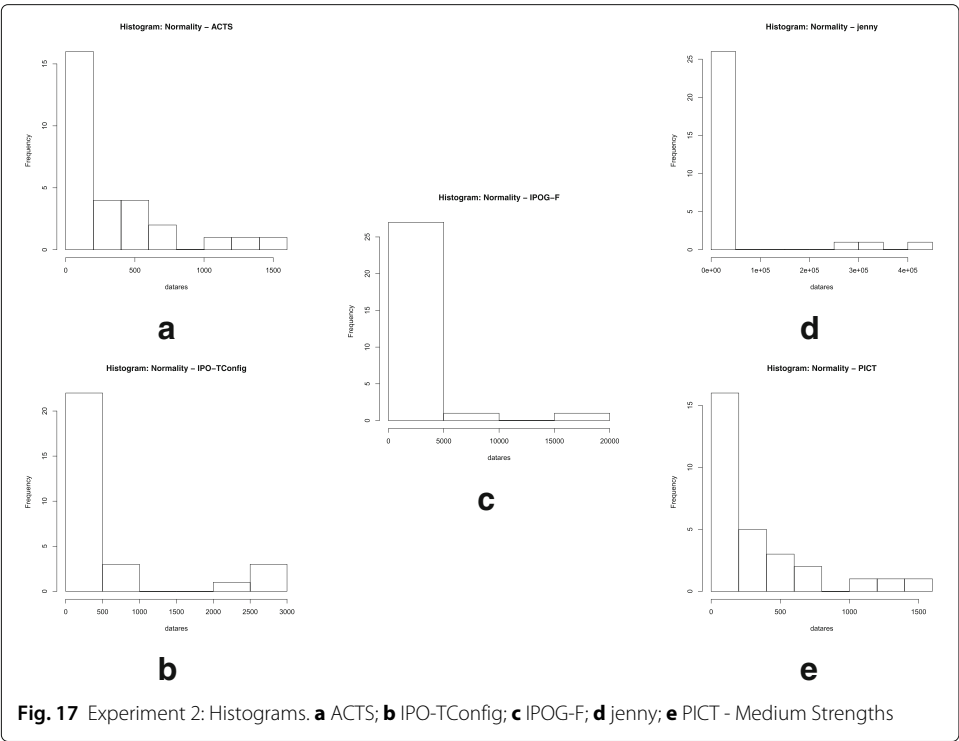 Histogram: Normality − ACTS
Frequency
0 5 10 15
0 500 1000 1500
datares
a
Histogram: Normality − IPO−TConfig
Frequency
0 5 10 15 20
0 500 1000 1500 2000 2500 3000
datares
b
Histogram: Normality − IPOG−F
Frequency
0 5 10 15 20 25
0 5000 10000 15000 20000
datares
c
Histogram: Normality − jenny
Frequency
0 5 10 15 20 25
0e+00 1e+05 2e+05 3e+05 4e+05
datares
d
Histogram: Normality − PICT
Frequency
0 5 10 15
0 500 1000 1500
datares
e
Fig. 17 Experiment 2: Histograms. a ACTS; b IPO-TConfig; c IPOG-F; d jenny; e PICT - Medium Strengths